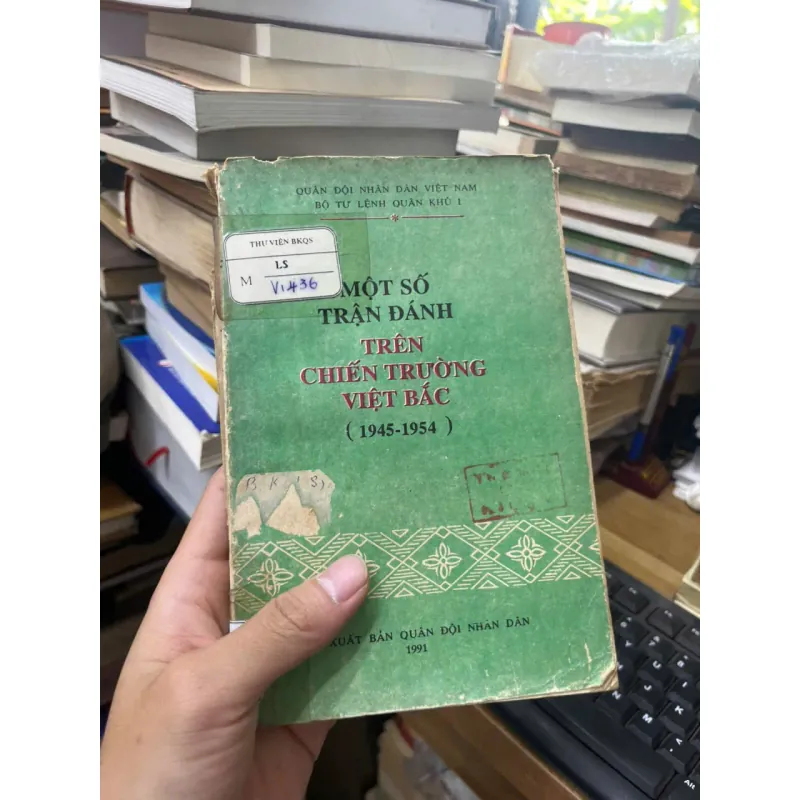 QUÂN ĐỘI NHÂN DÂN VIỆT NAM
BỘ TƯ LỆNH QUÂN KHU 1
THƯ VIỆN BKQS
LS
M V1436
MỘT SỐ
TRẬN ĐÁNH
TRÊN
CHIẾN TRƯỜNG
VIỆT BẮC
( 1945-1954 )
B K S
XUẤT BẢN QUÂN ĐỘI NHÂN DÂN
1991